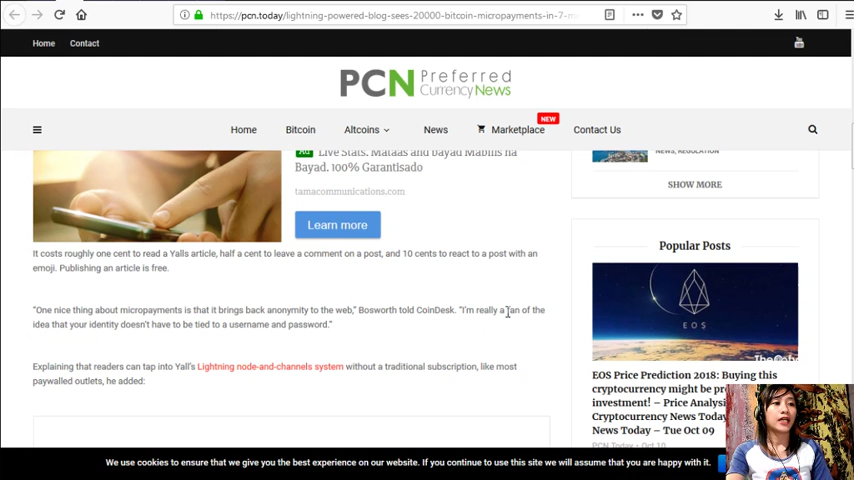 https://pcn.today/lightning-powered-blog-sees-20000-bitcoin-micropayments-in-7-m
Home Contact
PCN Preferred
Currency News
NEW
Home Bitcoin Altcoins News Marketplace Contact Us
Ad Live Stats. Mataas and Bayad Mabilis na
Bayad. 100% Garantisado
tamacommunications.com
Learn more
NEWS, REGULATION
SHOW MORE
It costs roughly one cent to read a Yalls article, half a cent to leave a comment on a post, and 10 cents to react to a post with an
emoji. Publishing an article is free.
“One nice thing about micropayments is that it brings back anonymity to the web,” Bosworth told CoinDesk. “I’m really a fan of the
idea that your identity doesn’t have to be tied to a username and password.”
Explaining that readers can tap into Yall’s Lightning node-and-channels system without a traditional subscription, like most
paywalled outlets, he added:
Popular Posts
EOS
EOS Price Prediction 2018: Buying this
cryptocurrency might be
investment! – Price Analysi
Cryptocurrency News Today
News Today – Tue Oct 09
PCN Today - Oct 10
We use cookies to ensure that we give you the best experience on our website. If you continue to use this site we will assume that you are happy with it.